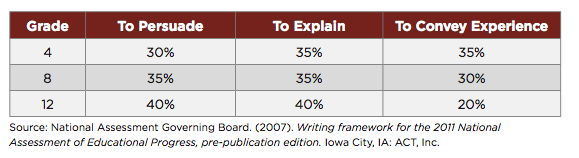 Grade To Persuade To Explain To Convey Experience
4 30% 35% 35%
8 35% 35% 30%
12 40% 40% 20%
Source: National Assessment Governing Board. (2007). Writing framework for the 2011 National
Assessment of Educational Progress, pre-publication edition. Iowa City, IA: ACT, Inc.